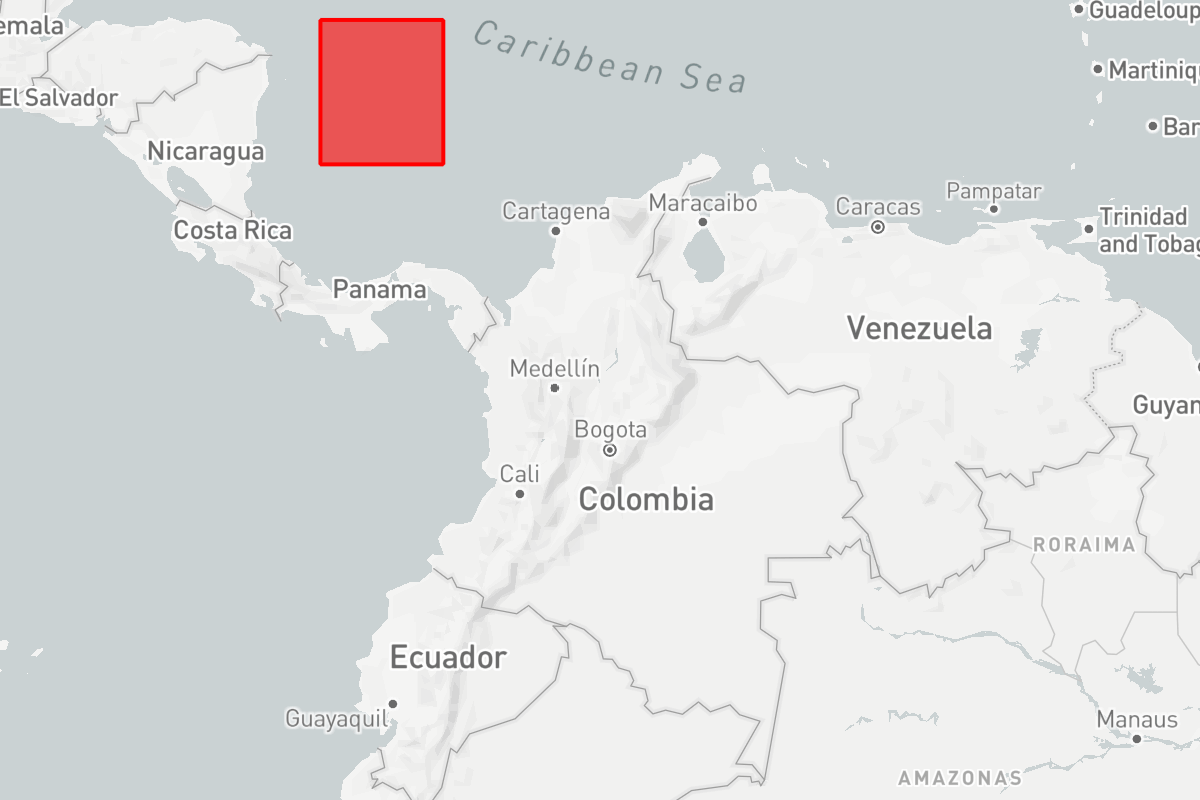 emala
Guadeloup
Caribbean Sea
Martiniqu
El Salvador
Bar
Nicaragua
Pampatar
Maracaibo
Cartagena
Caracas
Trinidad
and Tobag
Costa Rica
Panama
Venezuela
Medellín
Guyan
Bogota
Cali
Colombia
RORAIMA
Ecuador
Guayaquil
Manaus
AMAZONAS